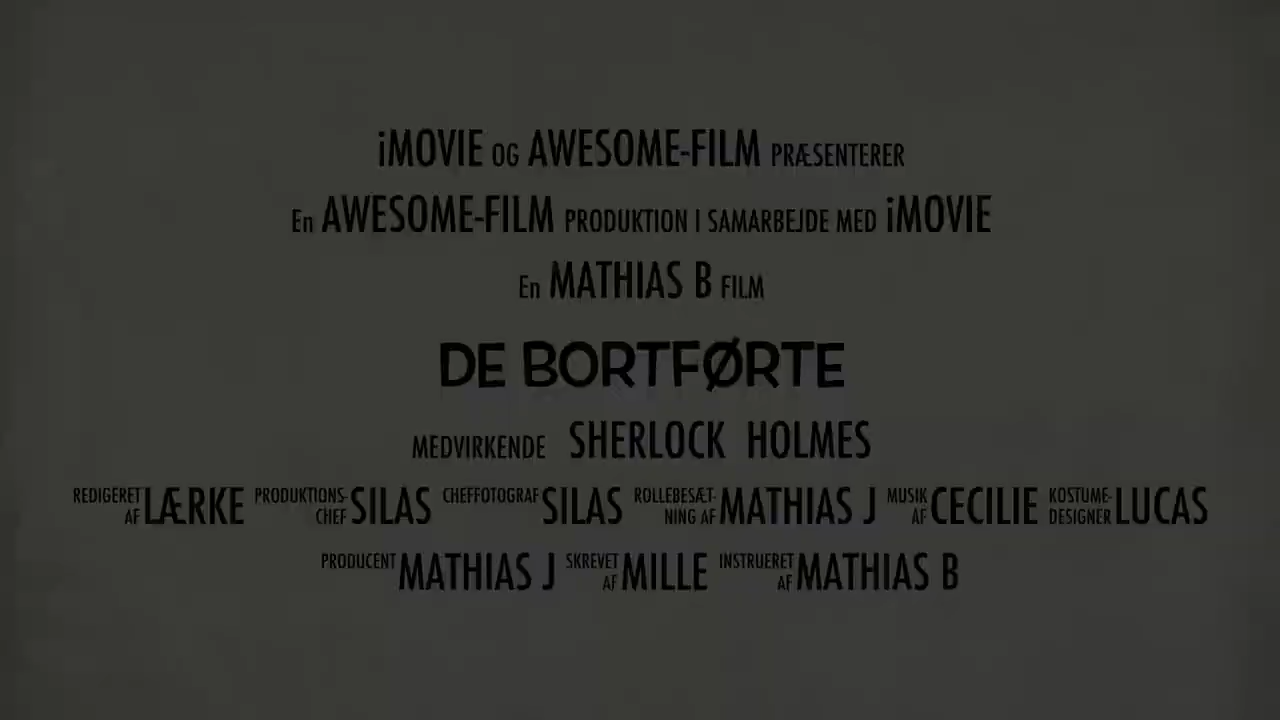 iMOVIE OG AWESOME-FILM PRÆSENTERER
En AWESOME-FILM PRODUKTION I SAMARBEJDE MED iMOVIE
En MATHIAS B FILM
DE BORTFØRTE
MEDVIRKENDE SHERLOCK HOLMES
REDIGERET AF LÆRKE PRODUKTIONS-CHEF SILAS CHEFFOTOGRAF SILAS ROLLEBESÆT-NING AF MATHIAS J MUSIK AF CECILIE KOSTUME-DESIGNER LUCAS
PRODUCENT MATHIAS J SKREVET AF MILLE INSTRUERET AF MATHIAS B